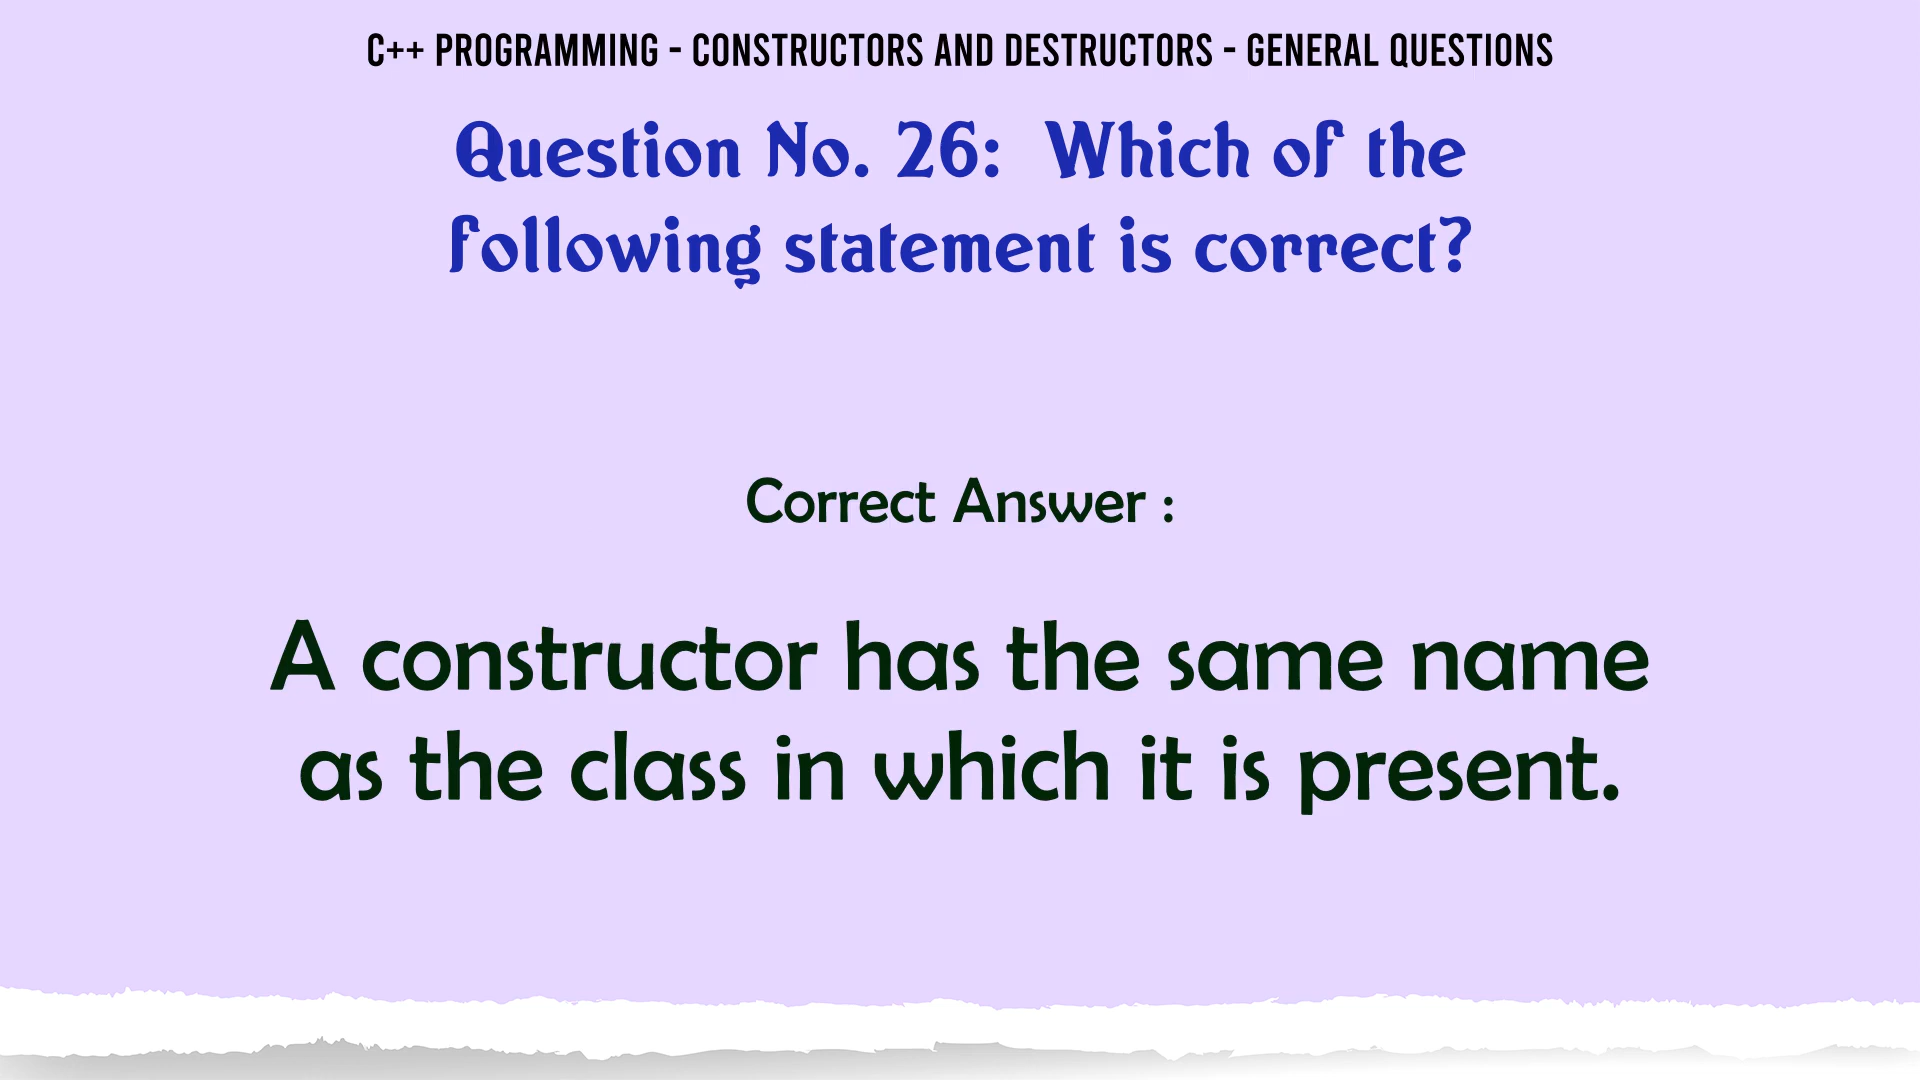 C++ PROGRAMMING - CONSTRUCTORS AND DESTRUCTORS - GENERAL QUESTIONS
Question No. 26: Which of the
following statement is correct?
Correct Answer :
A constructor has the same name
as the class in which it is present.